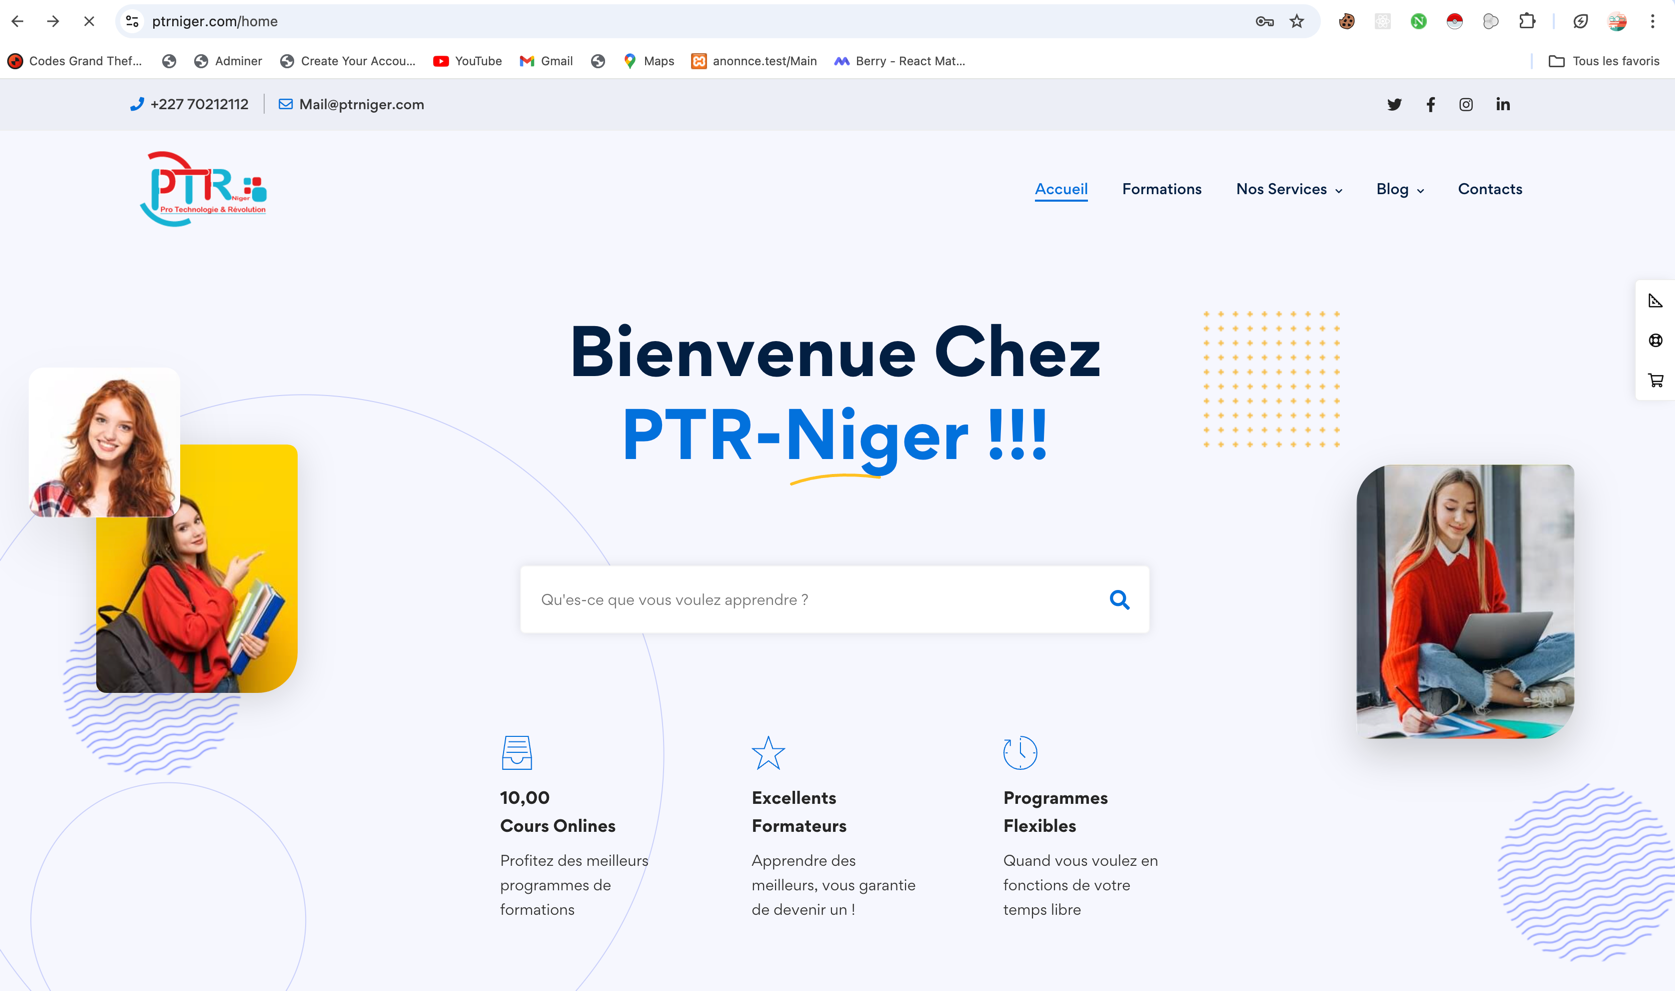 ptrniger.com/home
Codes Grand Thef...
Adminer
Create Your Accou...
YouTube
Gmail
Maps
anonnce.test/Main
Berry - React Mat...
Tous les favoris
+227 70212112
Mail@ptrniger.com
PTR
Niger
Pro Technologie & Révolution
Accueil
Formations
Nos Services
Blog
Contacts
Bienvenue Chez
PTR-Niger !!!
Qu'es-ce que vous voulez apprendre ?
10,00
Cours Onlines
Profitez des meilleurs
programmes de
formations
Excellents
Formateurs
Apprendre des
meilleurs, vous garantie
de devenir un !
Programmes
Flexibles
Quand vous voulez en
fonctions de votre
temps libre